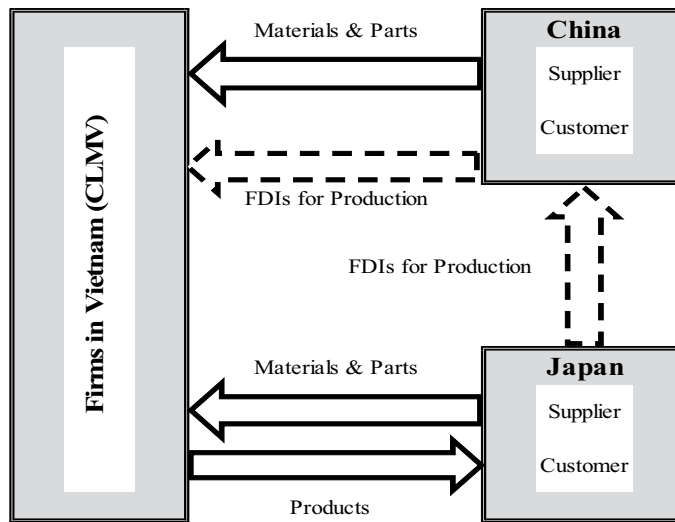 Materials & Parts
China
Supplier
Customer
FDIs for Production
Firms in Vietnam (CLMV)
FDIs for Production
Materials & Parts
Japan
Supplier
Customer
Products